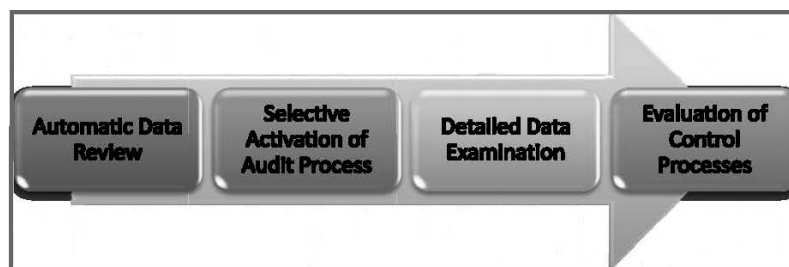 Automatic Data
Review
Selective
Activation of
Audit Process
Detailed Data
Examination
Evaluation of
Control
Processes